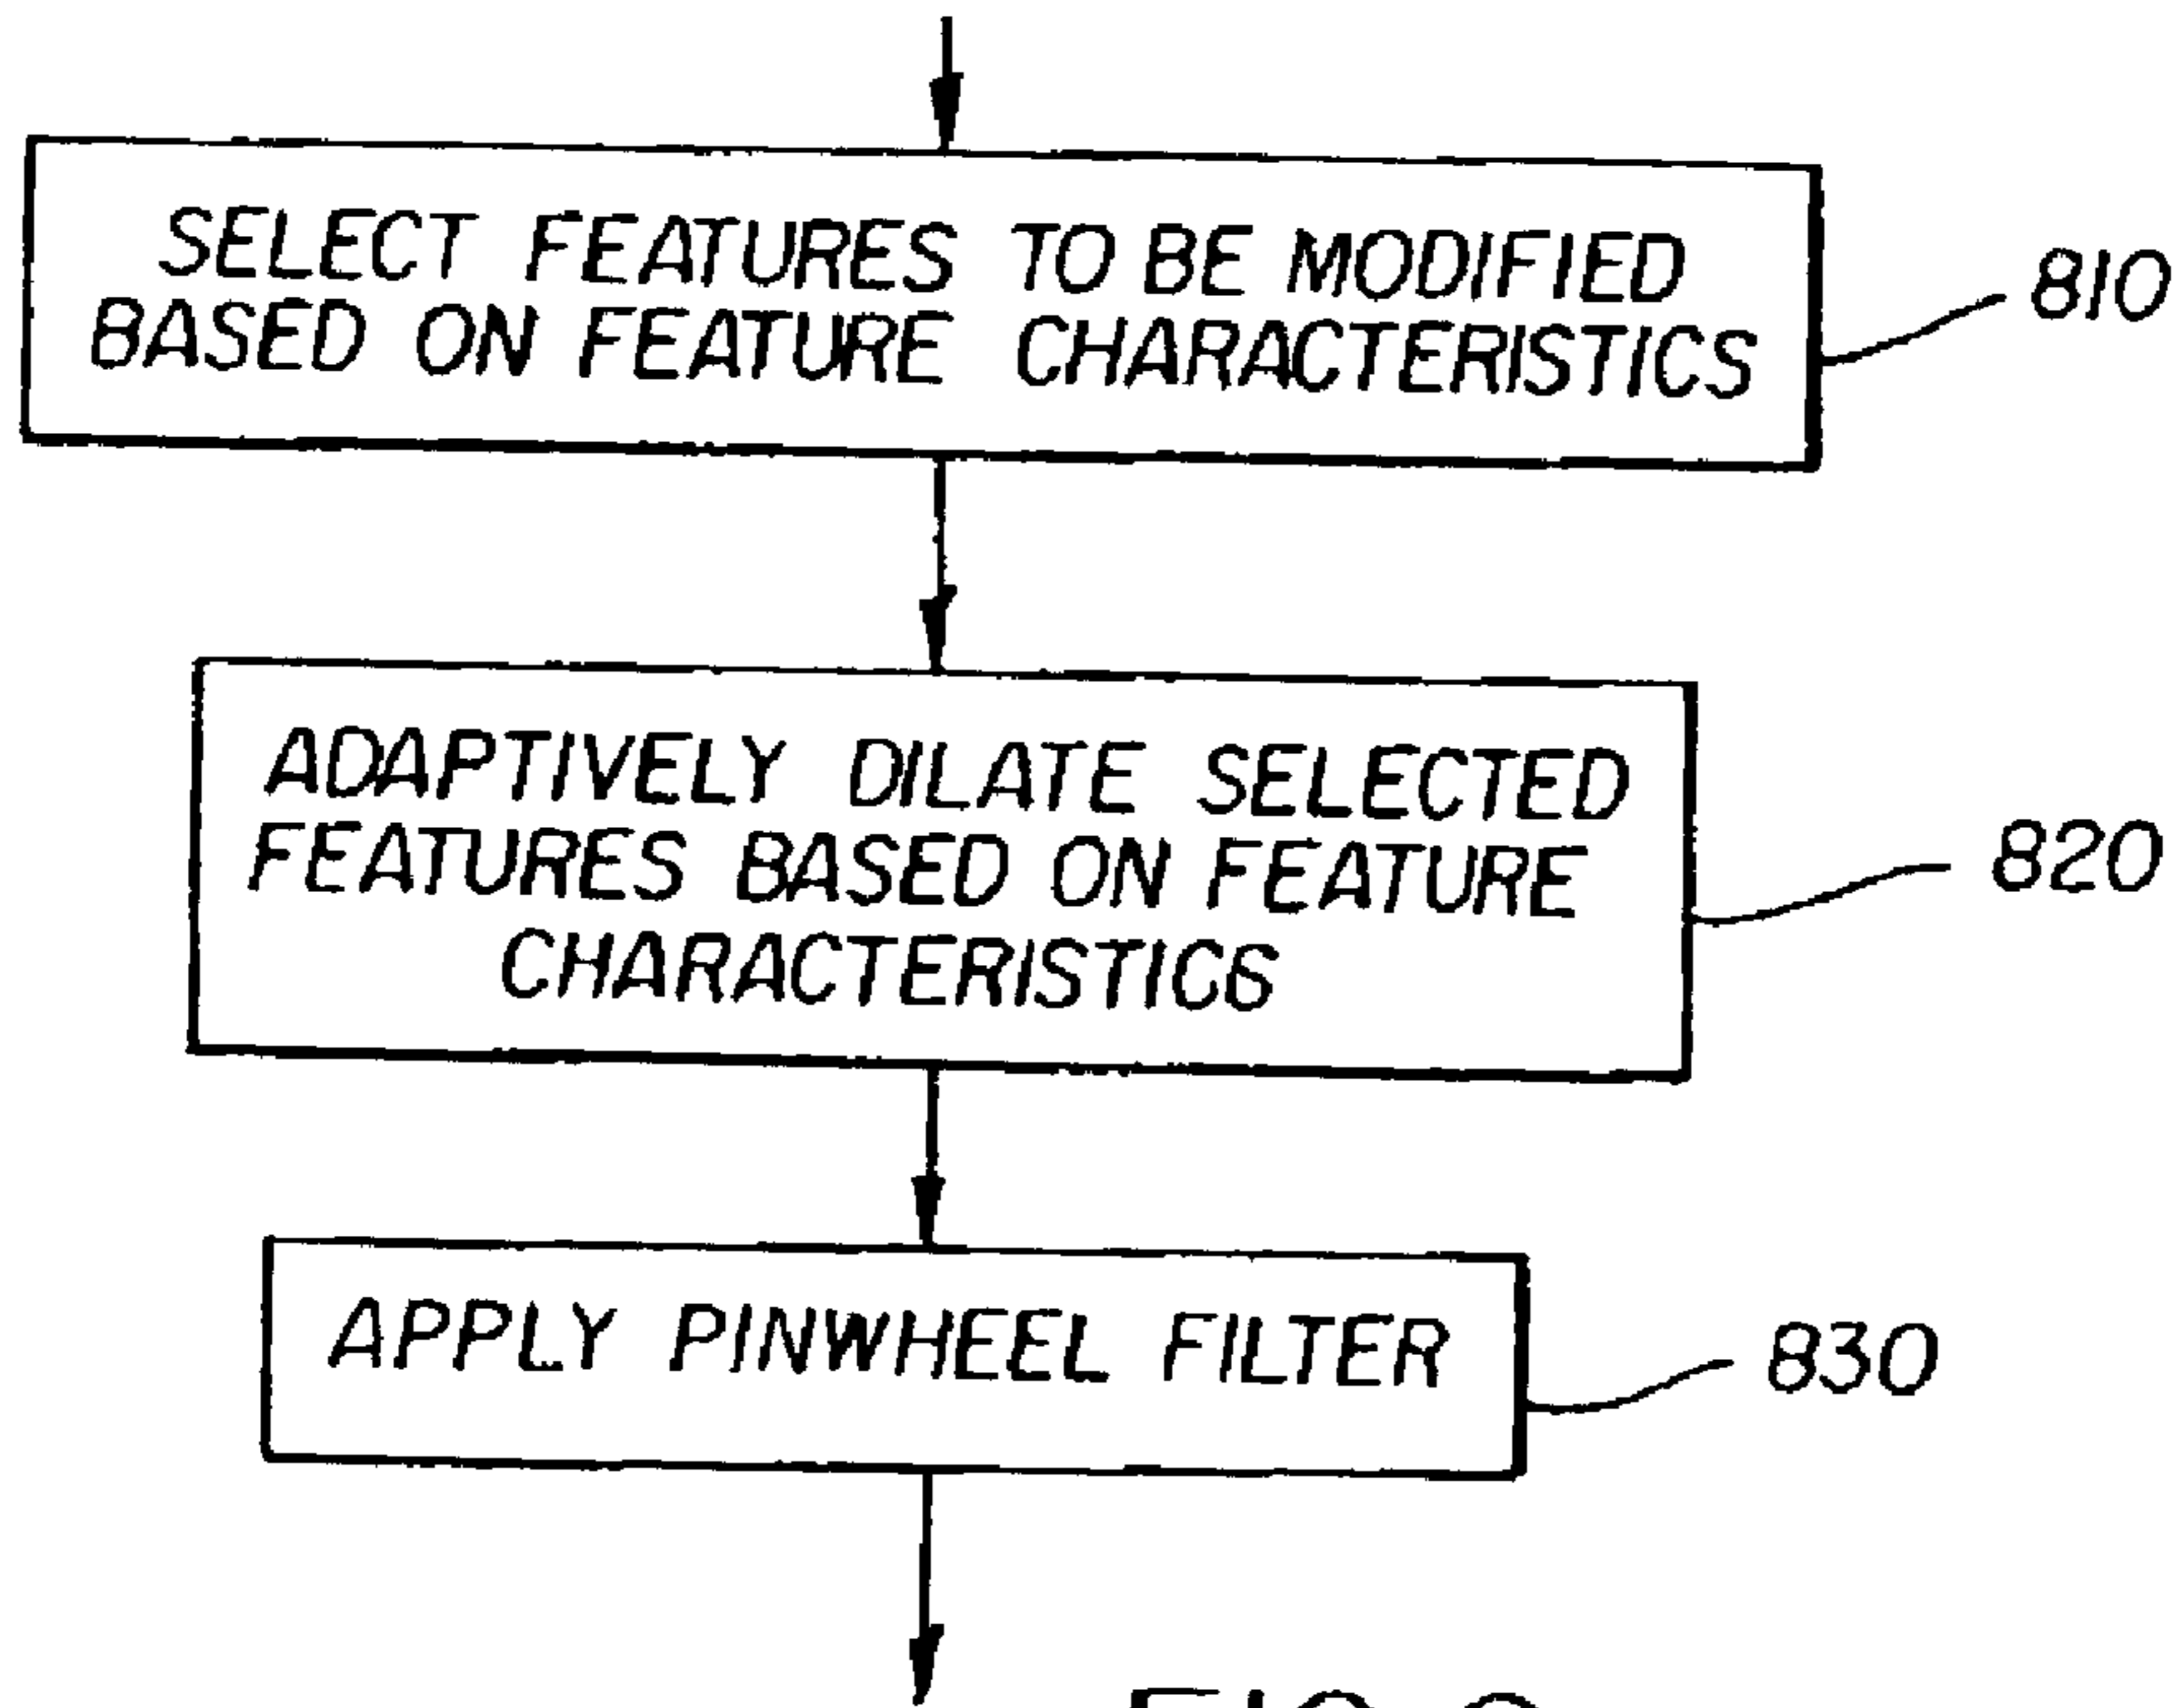 SELECT FEATURES TO BE MODIFIED
BASED ON FEATURE CHARACTERISTICS
810
ADAPTIVELY DILATE SELECTED
FEATURES BASED ON FEATURE
CHARACTERISTICS
820
APPLY PINWHEEL FILTER
830